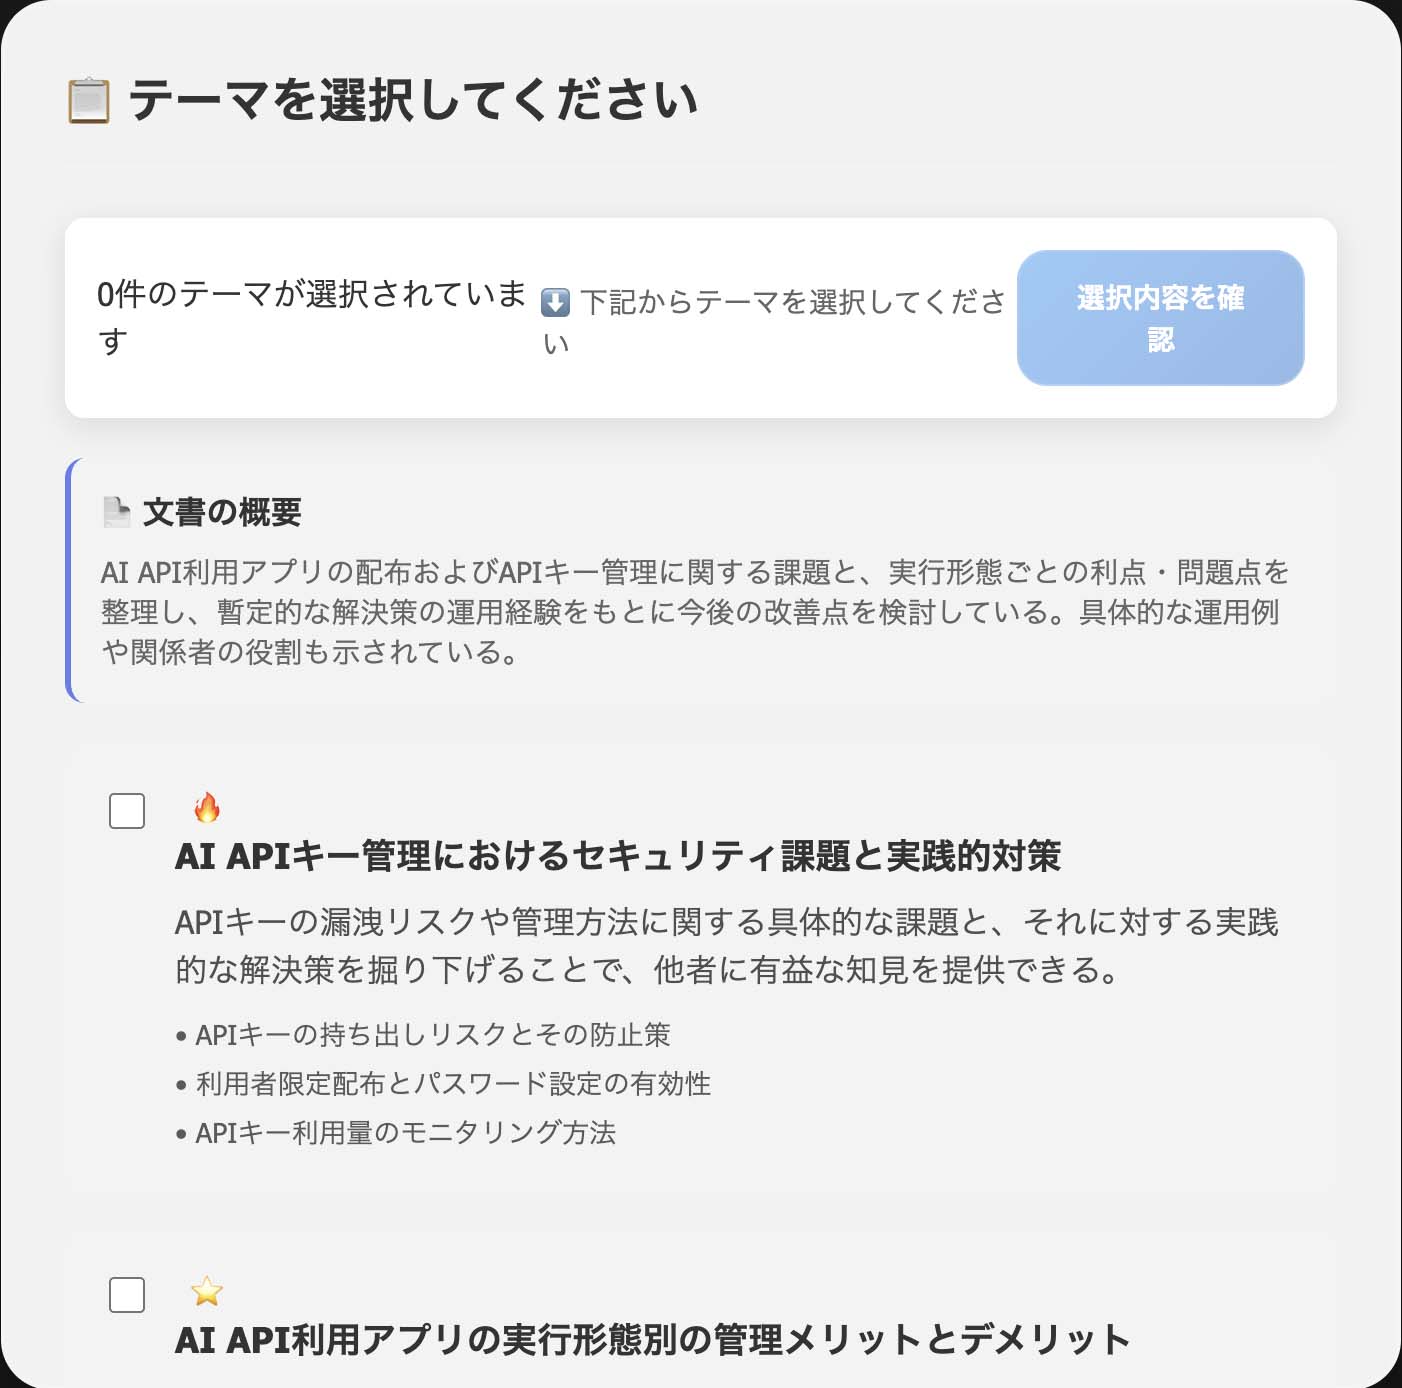 テーマを選択してください
0件のテーマが選択されていま
す
下記からテーマを選択してくださ
い
選択内容を確
認
文書の概要
AI API利用アプリの配布およびAPIキー管理に関する課題と、実行形態ごとの利点・問題点を
整理し、暫定的な解決策の運用経験をもとに今後の改善点を検討している。具体的な運用例
や関係者の役割も示されている。
AI APIキー管理におけるセキュリティ課題と実践的対策
APIキーの漏洩リスクや管理方法に関する具体的な課題と、それに対する実践
的な解決策を掘り下げることで、他者に有益な知見を提供できる。
• APIキーの持ち出しリスクとその防止策
• 利用者限定配布とパスワード設定の有効性
• APIキー利用量のモニタリング方法
AI API利用アプリの実行形態別の管理メリットとデメリット